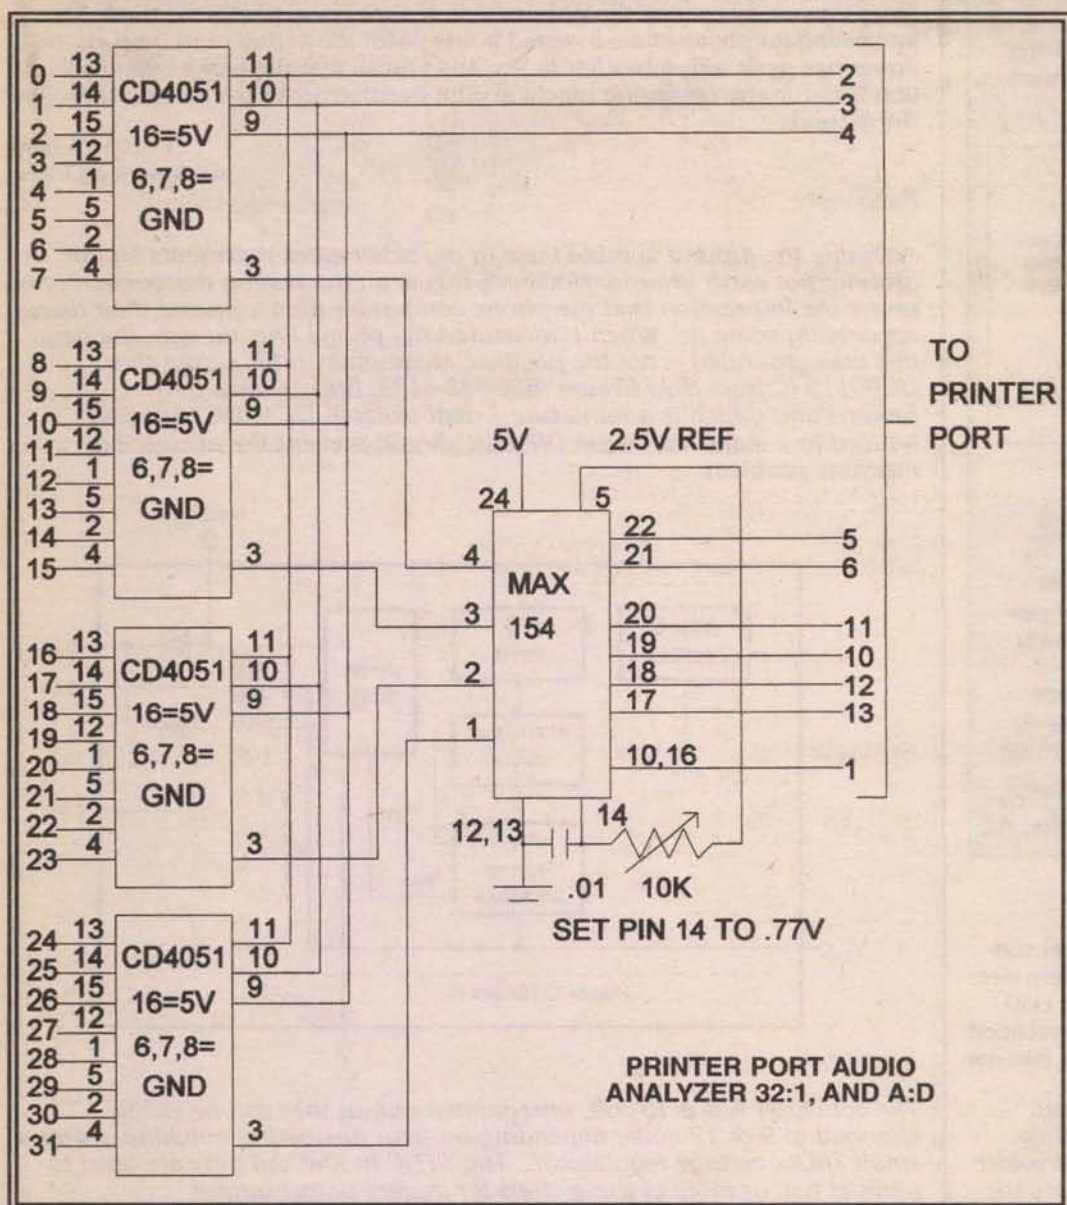 0 13 CD4051 11 2
1 14 10 3
2 15 16=5V 9 4
3 12
4 1 6,7,8=
5 5 GND
6 2
7 4 3
8 13 CD4051 11
9 14 10
10 15 16=5V 9
11 12
12 1 6,7,8=
13 5 GND
14 2
15 4 3
16 13 CD4051 11
17 14 10
18 15 16=5V 9
19 12
20 1 6,7,8=
21 5 GND
22 2
23 4 3
24 13 CD4051 11
25 14 10
26 15 16=5V 9
27 12
28 1 6,7,8=
29 5 GND
30 2
31 4 3
5V 2.5V REF
24 5
MAX
154
4
3
2
1
22 5
21 6
20 11
19 10
18 12
17 13
10,16 1
12,13 14
.01 10K
SET PIN 14 TO .77V
TO
PRINTER
PORT
PRINTER PORT AUDIO
ANALYZER 32:1, AND A:D